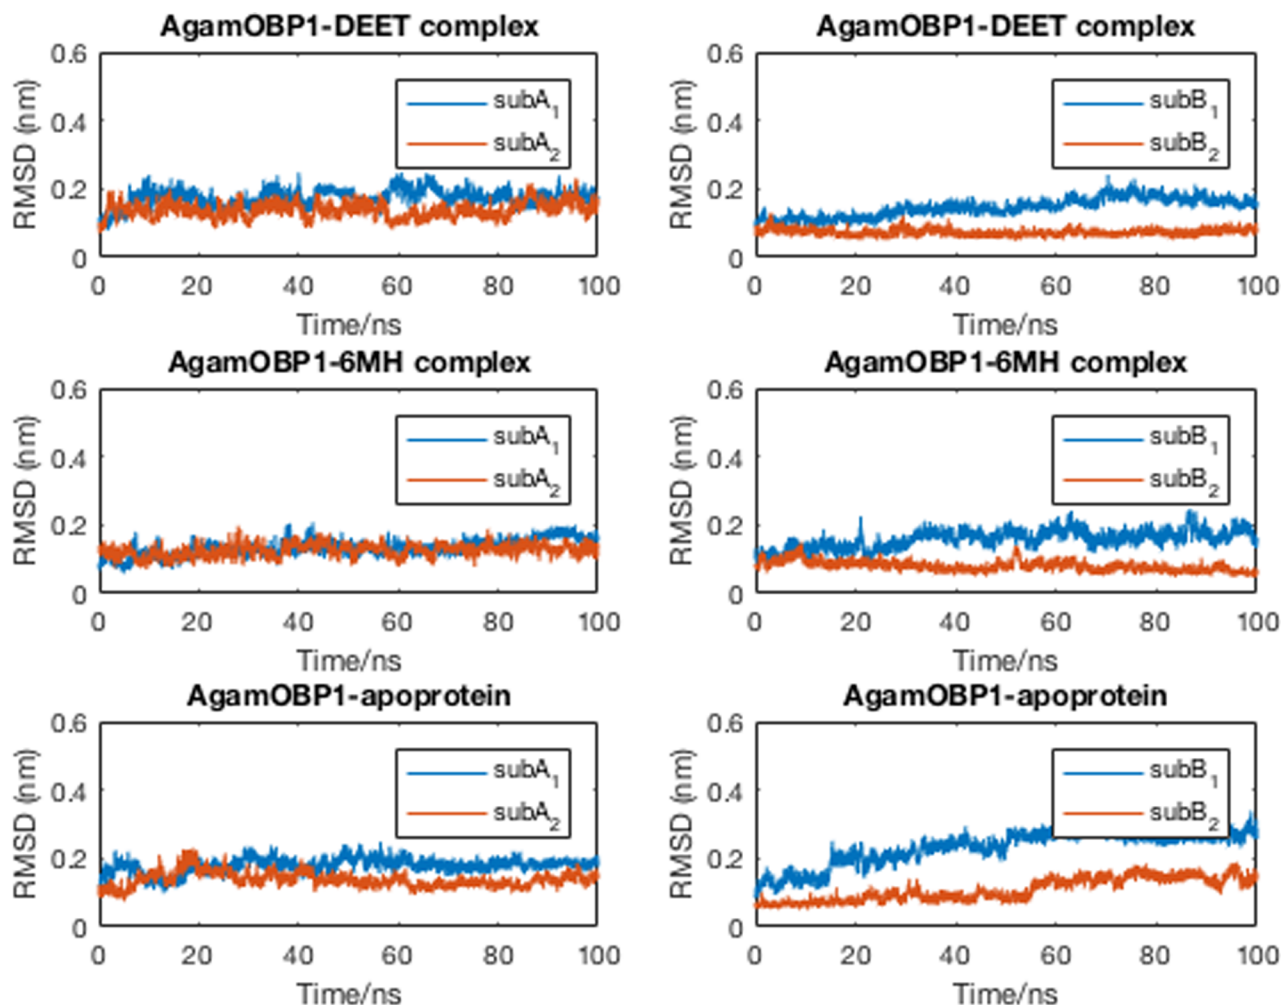 AgamOBP1-DEET complex
0.6
0.4
0.2
0
RMSD (nm)
subA1
subA2
0 20 40 60 80 100
Time/ns
AgamOBP1-DEET complex
0.6
0.4
0.2
0
RMSD (nm)
subB1
subB2
0 20 40 60 80 100
Time/ns
AgamOBP1-6MH complex
0.6
0.4
0.2
0
RMSD (nm)
subA1
subA2
0 20 40 60 80 100
Time/ns
AgamOBP1-6MH complex
0.6
0.4
0.2
0
RMSD (nm)
subB1
subB2
0 20 40 60 80 100
Time/ns
AgamOBP1-apoprotein
0.6
0.4
0.2
0
RMSD (nm)
subA1
subA2
0 20 40 60 80 100
Time/ns
AgamOBP1-apoprotein
0.6
0.4
0.2
0
RMSD (nm)
subB1
subB2
0 20 40 60 80 100
Time/ns